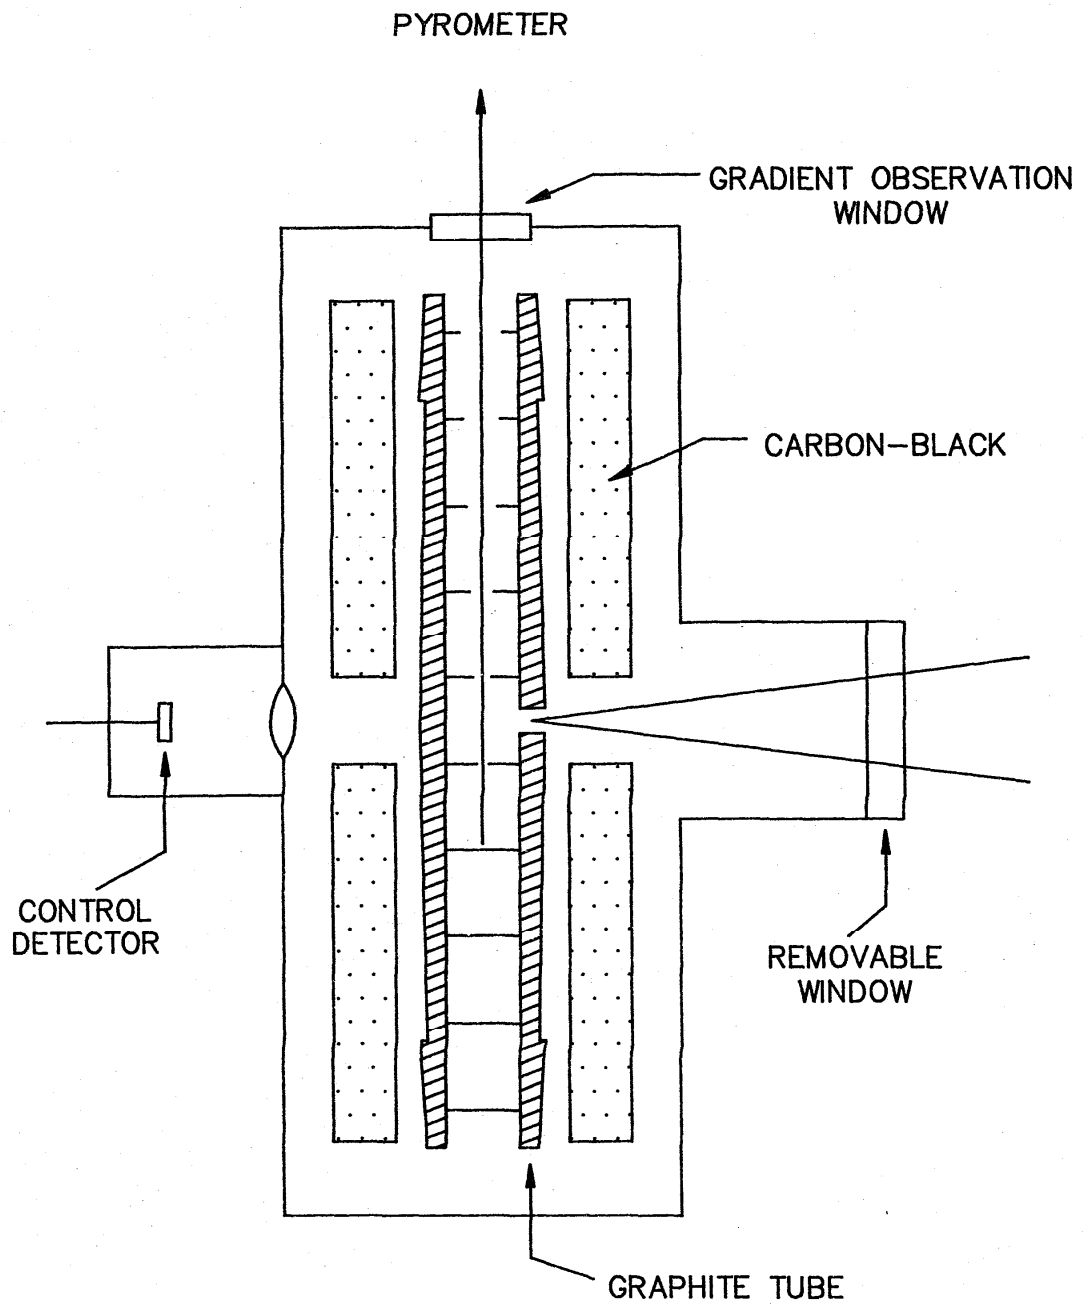 PYROMETER
GRADIENT OBSERVATION
WINDOW
CARBON-BLACK
CONTROL
DETECTOR
REMOVABLE
WINDOW
GRAPHITE TUBE